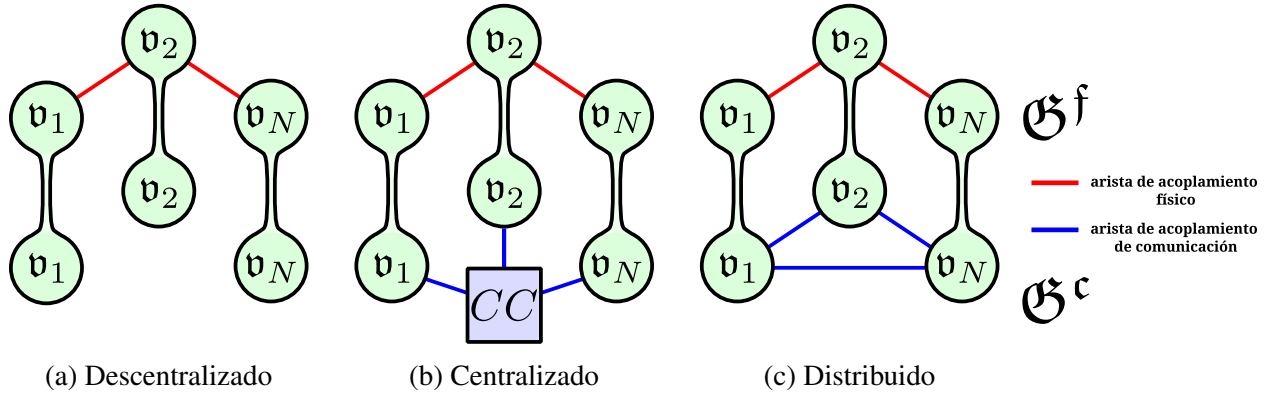 𝔳2 𝔳2 𝔳2
𝔳1 𝔳N 𝔳1 𝔳N 𝔳1 𝔳N 𝔊𝔣
arista de acoplamiento
físico
𝔳2 𝔳2 𝔳2
arista de acoplamiento
de comunicación
𝔳1 𝔳N 𝔳1 𝔳N 𝔳1 𝔳N
CC 𝔊𝔠
(a) Descentralizado (b) Centralizado (c) Distribuido